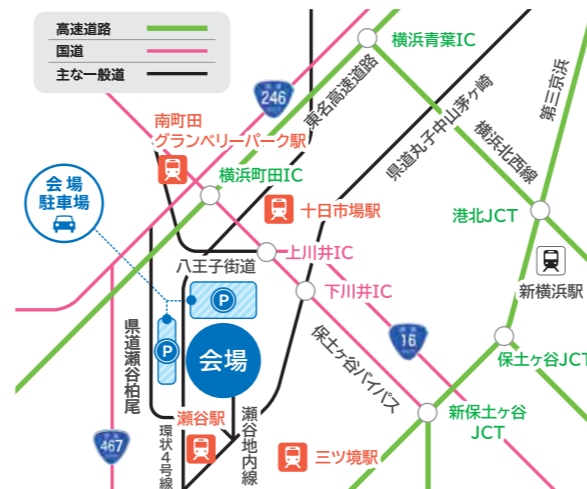 高速道路
国道
主な一般道
横浜青葉IC
246
東名高速道路
県道丸子中山茅ヶ崎
第三京浜
南町田
グランベリーパーク駅
横浜北西線
会場
駐車場
横浜町田IC
十日市場駅
港北JCT
上川井IC
八王子街道
下川井IC
新横浜駅
P
P
会場
県道瀬谷柏尾
保土ヶ谷バイパス
国道
16
保土ヶ谷JCT
新保土ヶ谷
JCT
瀬谷駅
環状4号線
瀬谷地内線
三ツ境駅
467